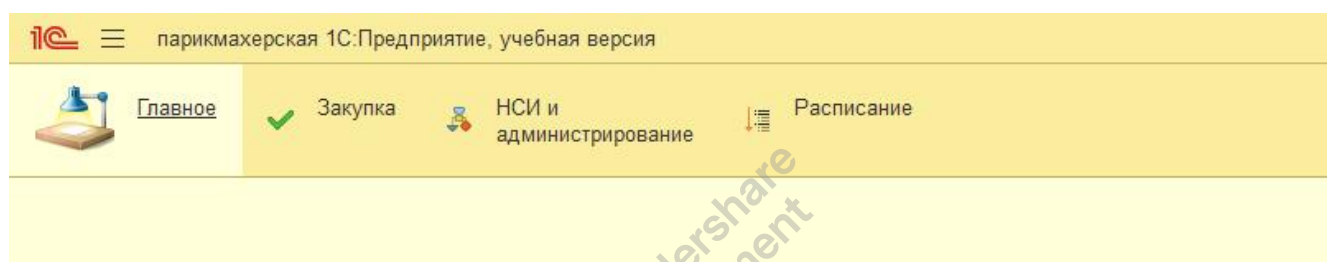 1С парикмахерская 1С:Предприятие, учебная версия
Главное
Закупка
НСИ и
администрирование
Расписание